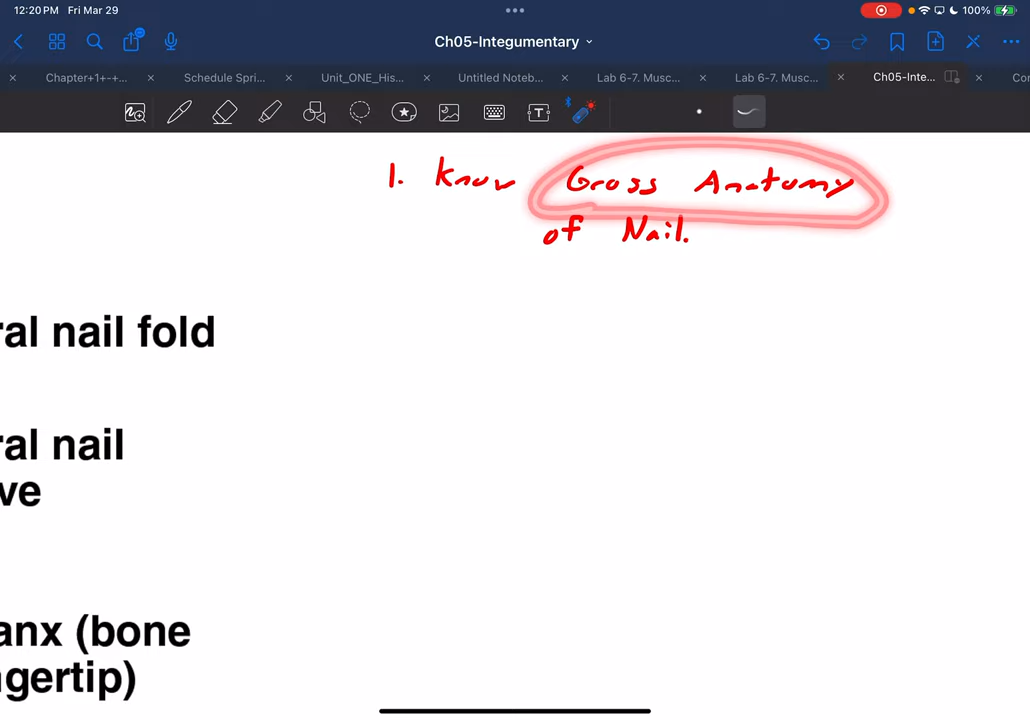 12:20 PM Fri Mar 29
100%
Ch05-Integumentary
Chapter+1+-+...
Schedule Spri...
Unit_ONE_His...
Untitled Noteb...
Lab 6-7. Musc...
Lab 6-7. Musc...
Ch05-Inte...
Cor
T
1. Know Gross Anatomy
of Nail.
ral nail fold
ral nail
ve
anx (bone
gertip)